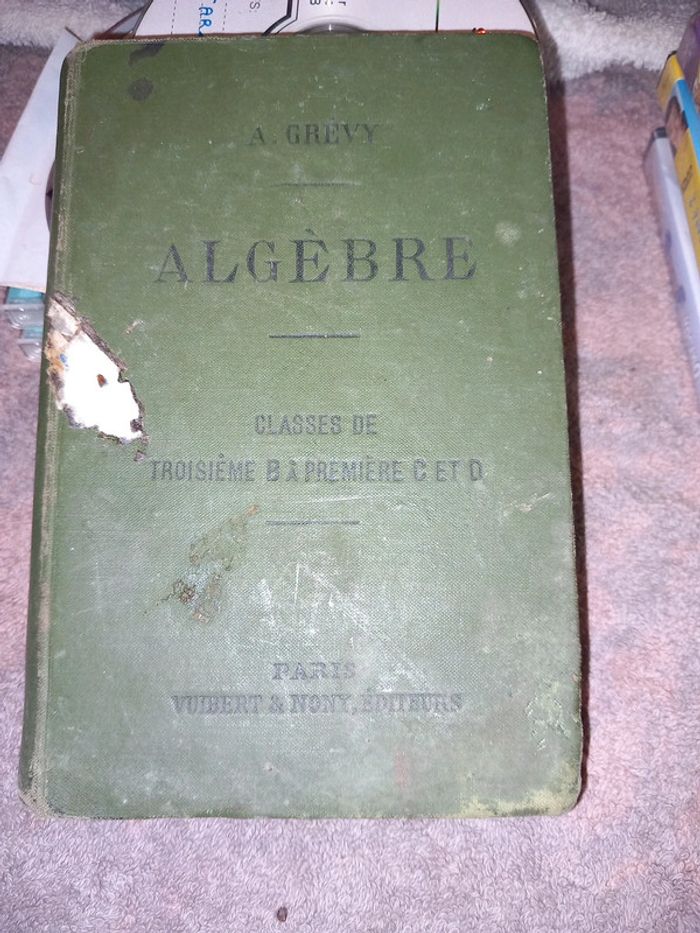 A. GRÉVY
ALGÈBRE
CLASSES DE
TROISIÈME B À PREMIÈRE C ET D
PARIS
VUIBERT & NONY, ÉDITEURS